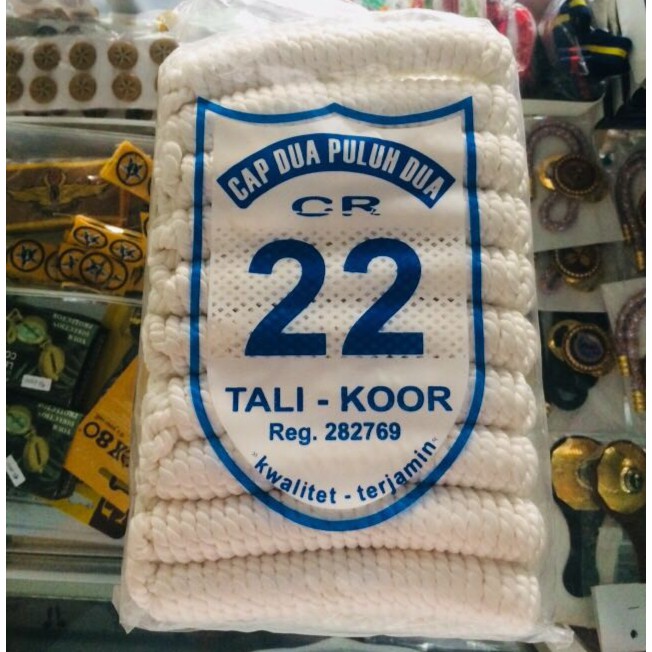 CAP DUA PULUH DUA
CR
22
TALI - KOOR
Reg. 282769
kwalitet - terjamin